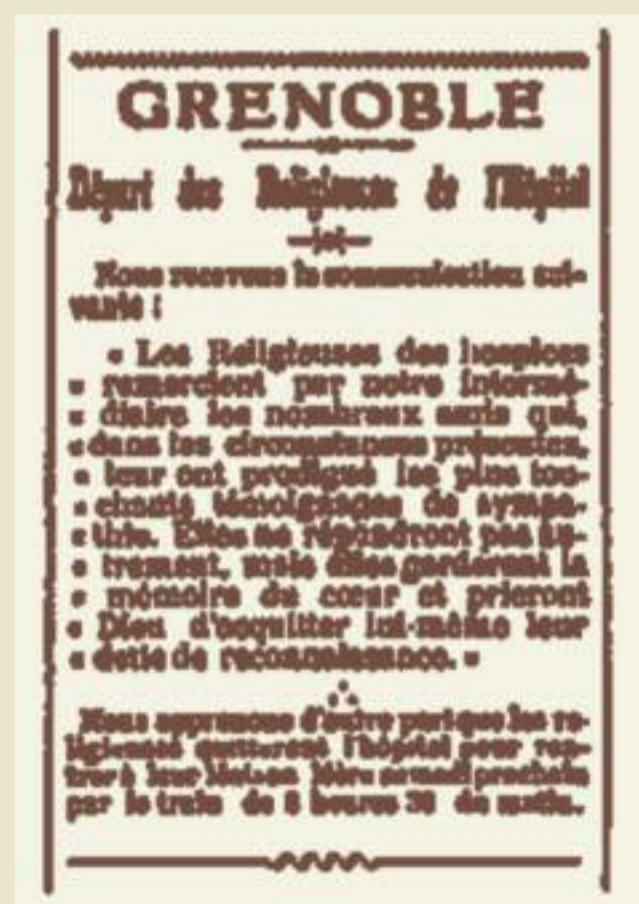 GRENOBLE
Départ des Religieuses de l'Hôpital
Nous recevons la communication sui-
vante :
« Les Religieuses des hospices
« remercient par notre intermé-
« diaire les nombreux amis qui,
« dans les circonstances présentes,
« leur ont prodigué les plus tou-
« chants témoignages de sympa-
« thie. Elles ne répondront pas au-
« trement, mais elles garderont la
« mémoire du cœur et prieront
« Dieu d'acquitter lui-même leur
« dette de reconnaissance. »
Nous apprenons d'autre part que les re-
ligieuses quitteront l'hôpital pour ren-
trer à leur Maison Mère samedi prochain
par le train de heures 30 du matin.